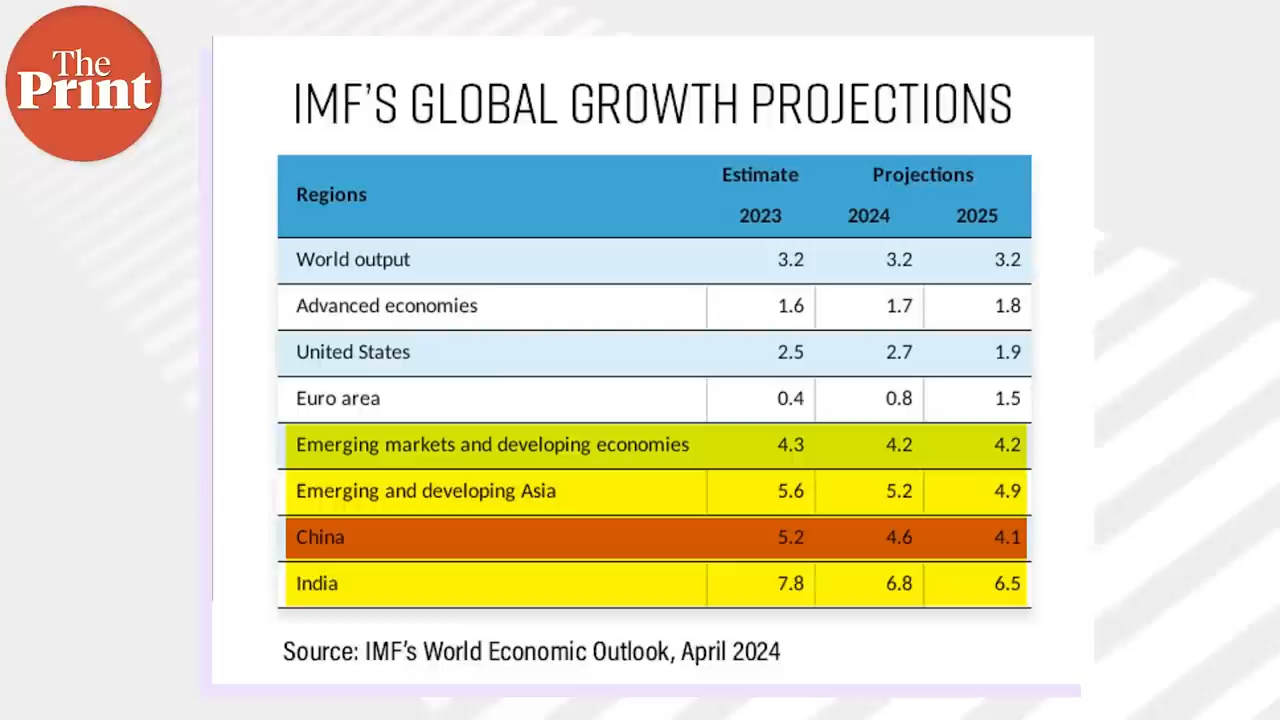 The
Print
IMF'S GLOBAL GROWTH PROJECTIONS
Regions Estimate Projections
2023 2024 2025
World output 3.2 3.2 3.2
Advanced economies 1.6 1.7 1.8
United States 2.5 2.7 1.9
Euro area 0.4 0.8 1.5
Emerging markets and developing economies 4.3 4.2 4.2
Emerging and developing Asia 5.6 5.2 4.9
China 5.2 4.6 4.1
India 7.8 6.8 6.5
Source: IMF's World Economic Outlook, April 2024